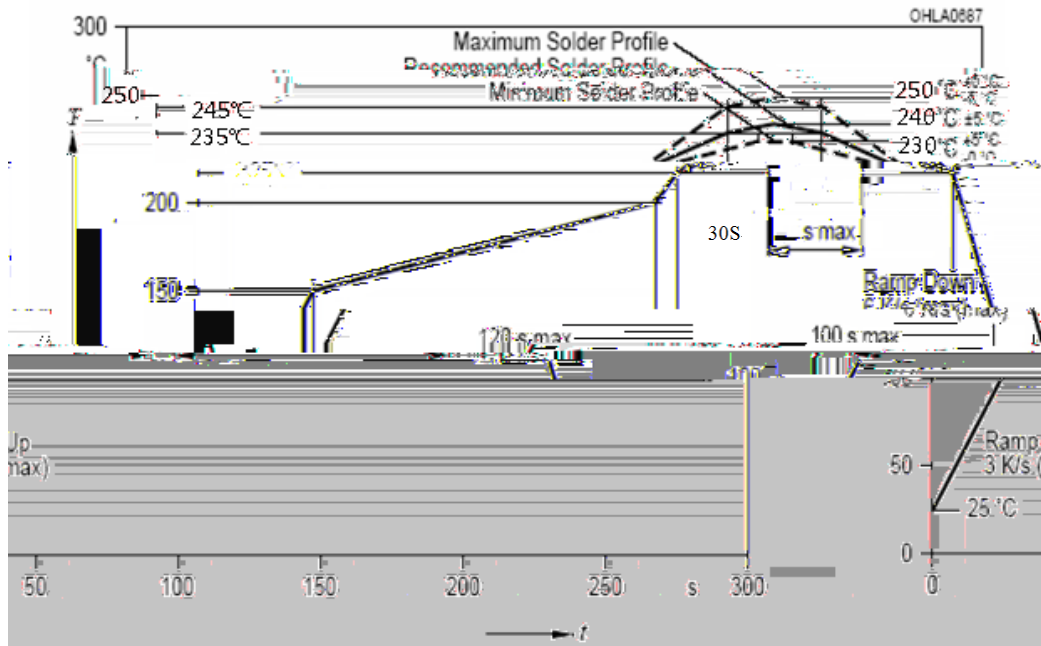 OHLA0687
300
°C
Maximum Solder Profile
Recommended Solder Profile
Minimum Solder Profile
250
245℃
235℃
250
240 °C ±5 °C
230 °C
200
30S
s max
150
Ramp Down
120 s max
100 s max
Up
max)
Ramp
3 K/s (
50
25 °C
0
50
100
150
200
250
s
300
0
t